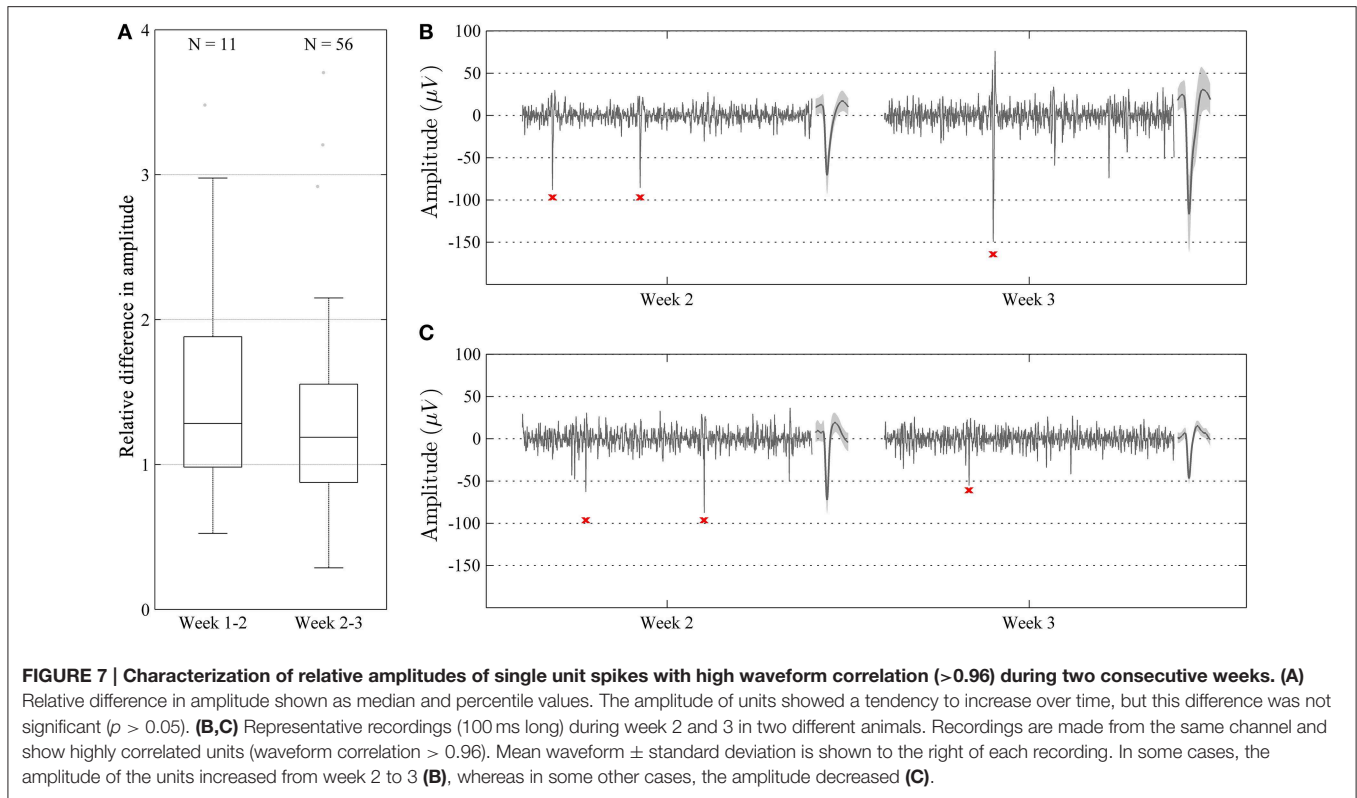 A
N = 11 N = 56
4
3
2
1
0
Relative difference in amplitude
Week 1-2 Week 2-3
B
100
50
0
-50
-100
-150
Amplitude (µV)
Week 2 Week 3
C
100
50
0
-50
-100
-150
Amplitude (µV)
Week 2 Week 3
FIGURE 7 | Characterization of relative amplitudes of single unit spikes with high waveform correlation (>0.96) during two consecutive weeks. (A)
Relative difference in amplitude shown as median and percentile values. The amplitude of units showed a tendency to increase over time, but this difference was not
significant (p > 0.05). (B,C) Representative recordings (100 ms long) during week 2 and 3 in two different animals. Recordings are made from the same channel and
show highly correlated units (waveform correlation > 0.96). Mean waveform ± standard deviation is shown to the right of each recording. In some cases, the
amplitude of the units increased from week 2 to 3 (B), whereas in some other cases, the amplitude decreased (C).